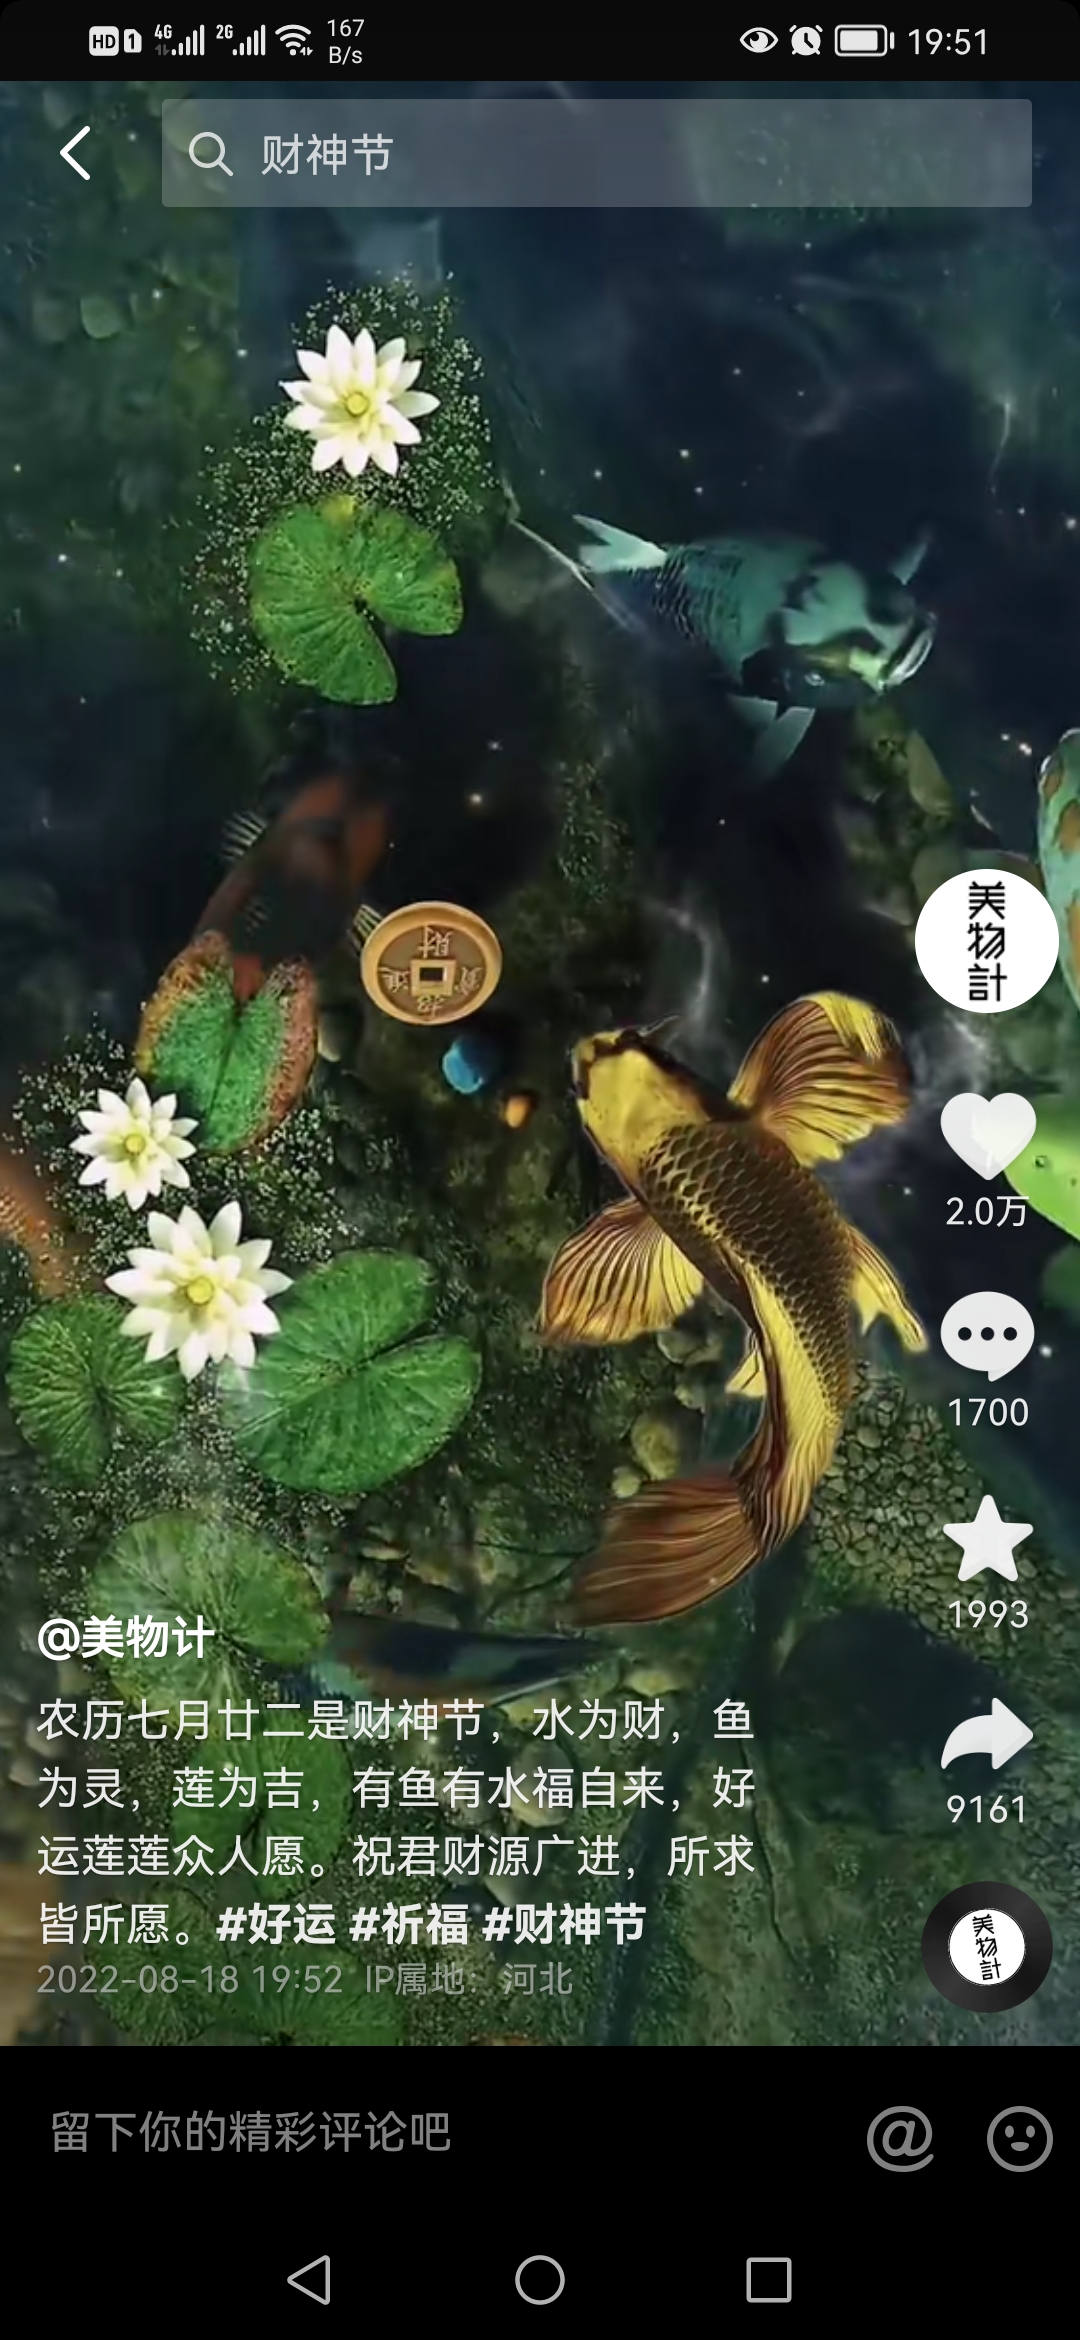 HD 1 4G 2G 167 B/s 19:51
财神节
招財進寶
美物計
2.0万
1700
1993
9161
@美物计
农历七月廿二是财神节，水为财，鱼
为灵，莲为吉，有鱼有水福自来，好
运莲莲众人愿。祝君财源广进，所求
皆所愿。#好运 #祈福 #财神节
2022-08-18 19:52 IP属地：河北
美物計
留下你的精彩评论吧